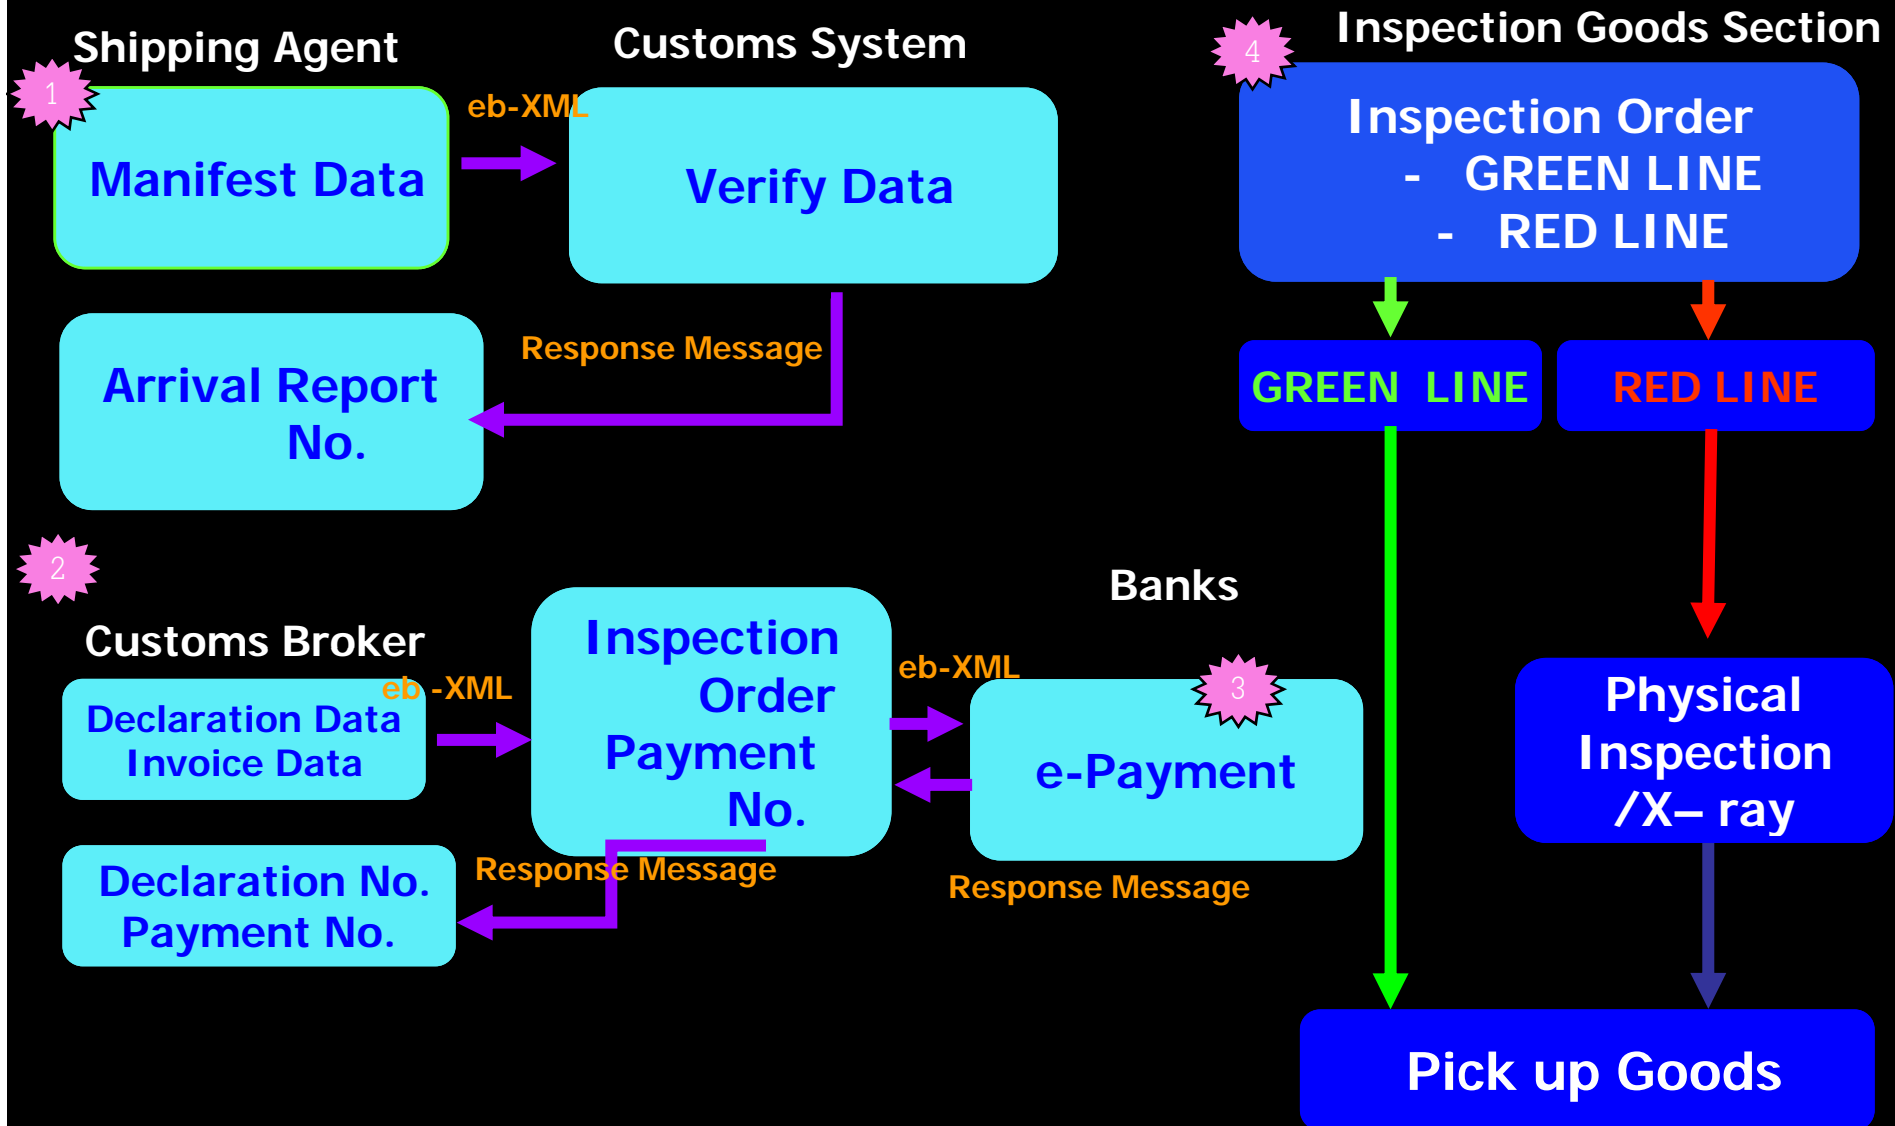 Shipping Agent
1
Manifest Data
eb-XML
Customs System
Verify Data
Response Message
Arrival Report
No.
2
Customs Broker
eb -XML
Declaration Data
Invoice Data
Inspection
Order
Payment
No.
eb-XML
Banks
3
e-Payment
Response Message
Response Message
Declaration No.
Payment No.
4
Inspection Goods Section
Inspection Order
- GREEN LINE
- RED LINE
GREEN LINE
RED LINE
Physical
Inspection
/X– ray
Pick up Goods